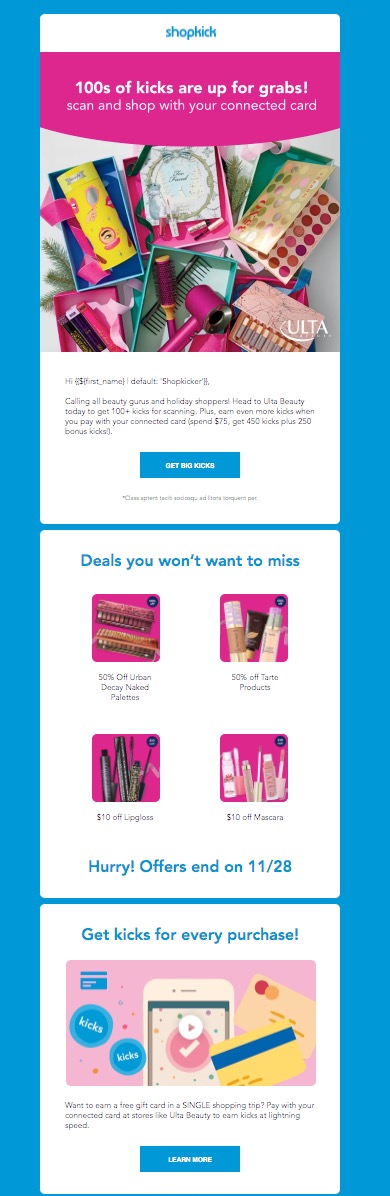 shopkick
100s of kicks are up for grabs!
scan and shop with your connected card
ULTA
Hi {{${first_name} | default: 'Shopkicker'}},
Calling all beauty gurus and holiday shoppers! Head to Ulta Beauty
today to get 100+ kicks for scanning. Plus, earn even more kicks when
you pay with your connected card (spend $75, get 450 kicks plus 250
bonus kicks!).
GET BIG KICKS
*Class aptent taciti sociosqu ad litora torquent per.
Deals you won't want to miss
50% Off Urban
Decay Naked
Palettes
50% off Tarte
Products
$10 off Lipgloss
$10 off Mascara
Hurry! Offers end on 11/28
Get kicks for every purchase!
kicks
kicks
Want to earn a free gift card in a SINGLE shopping trip? Pay with your
connected card at stores like Ulta Beauty to earn kicks at lightning
speed.
LEARN MORE